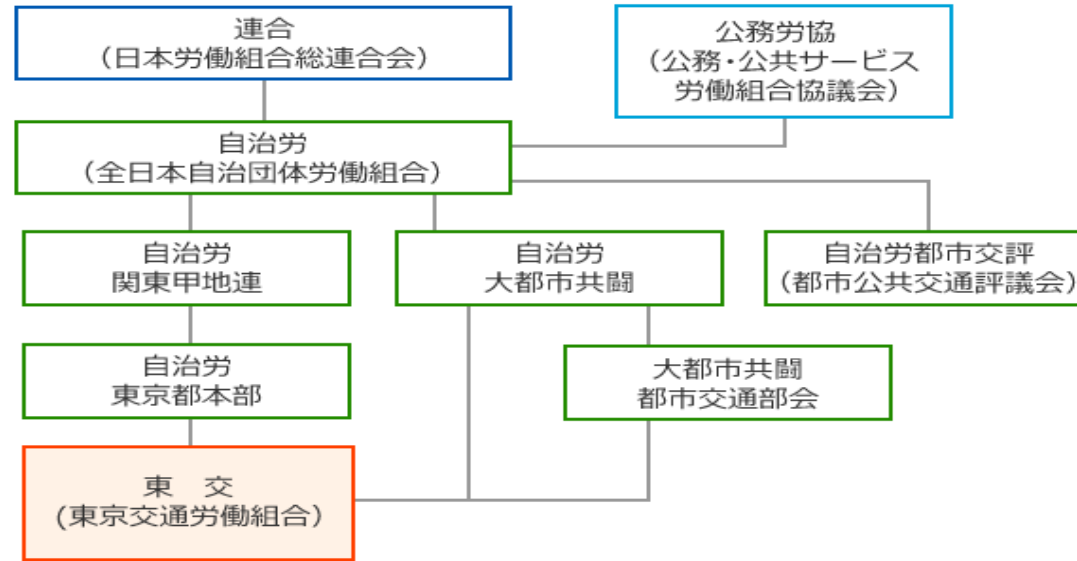 連合
（日本労働組合総連合会）
公務労協
（公務・公共サービス
労働組合協議会）
自治労
（全日本自治団体労働組合）
自治労
関東甲地連
自治労
大都市共闘
自治労都市交評
（都市公共交通評議会）
自治労
東京都本部
大都市共闘
都市交通部会
東　交
(東京交通労働組合）